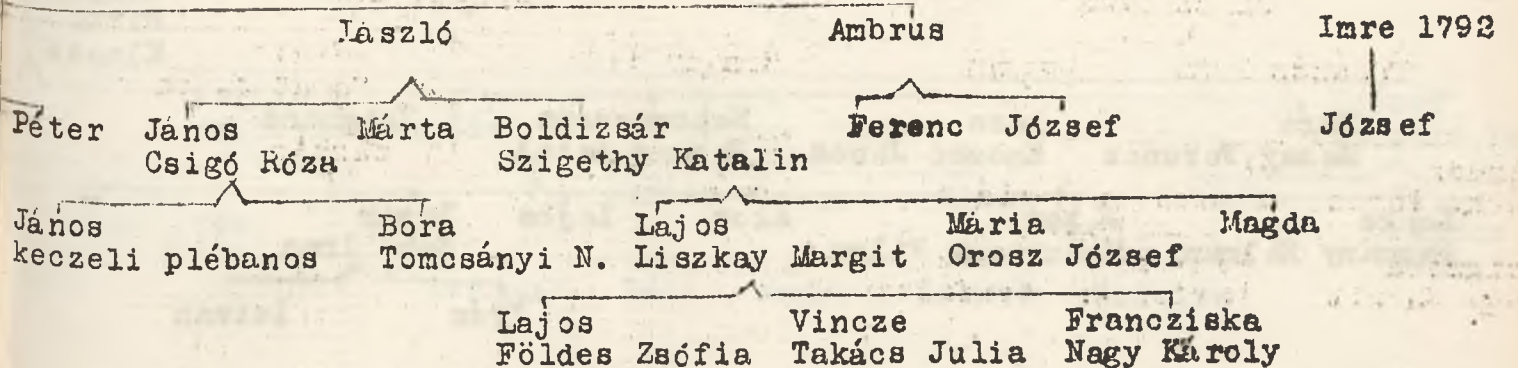 László Ambrus Imre 1792
Péter János Márta Boldizsár Ferenc József József
Csigó Róza Szigethy Katalin
János Bora Lajos Mária Magda
keczeli plébános Tomcsányi N. Liszkay Margit Orosz József
Lajos Vincze Francziska
Földes Zsófia Takács Julia Nagy Károly